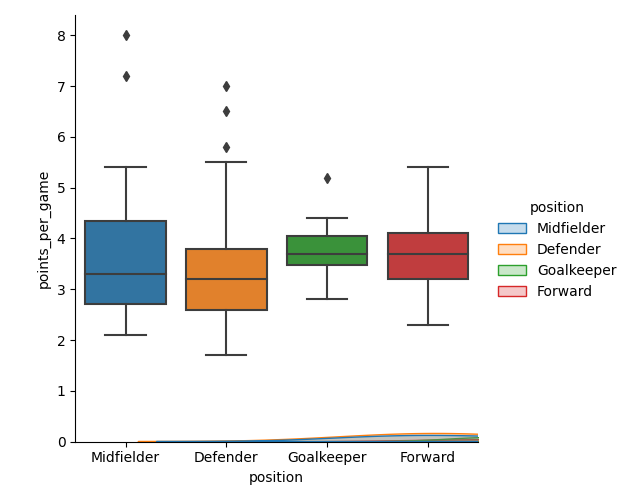 8
7
6
5
4
3
2
1
0
points_per_game
Midfielder
Defender
Goalkeeper
Forward
position
position
Midfielder
Defender
Goalkeeper
Forward